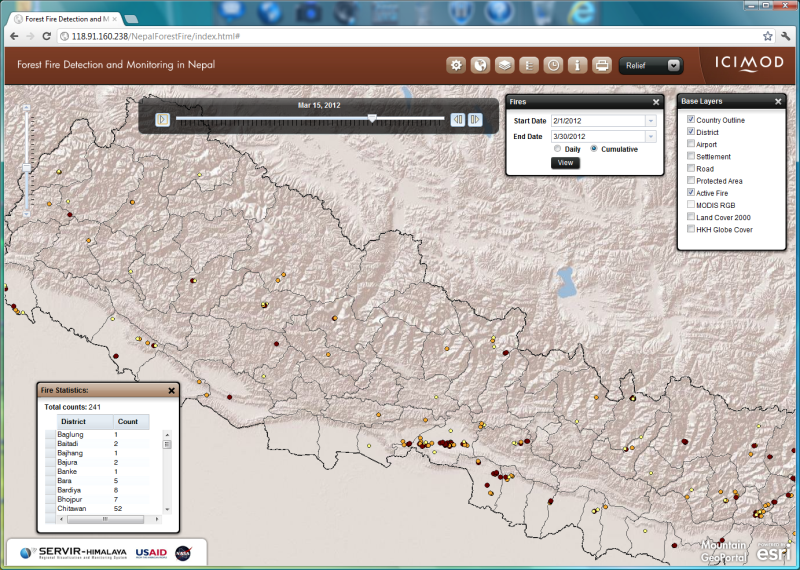 Forest Fire Detection and M
118.91.160.238/NepalForestFire/index.html#
Forest Fire Detection and Monitoring in Nepal
Relief
ICIMOD
Mar 15, 2012
Fires
Start Date 2/1/2012
End Date 3/30/2012
Daily Cumulative
View
Base Layers
Country Outline
District
Airport
Settlement
Road
Protected Area
Active Fire
MODIS RGB
Land Cover 2000
HKH Globe Cover
Fire Statistics:
Total counts: 241
District Count
Baglung 1
Baitadi 2
Bajhang 1
Bajura 2
Banke 1
Bara 5
Bardiya 8
Bhojpur 7
Chitawan 52
SERVIR-HIMALAYA
Regional Visualization and Monitoring System
USAID
NASA
Mountain
GeoPortal
POWERED BY
esri